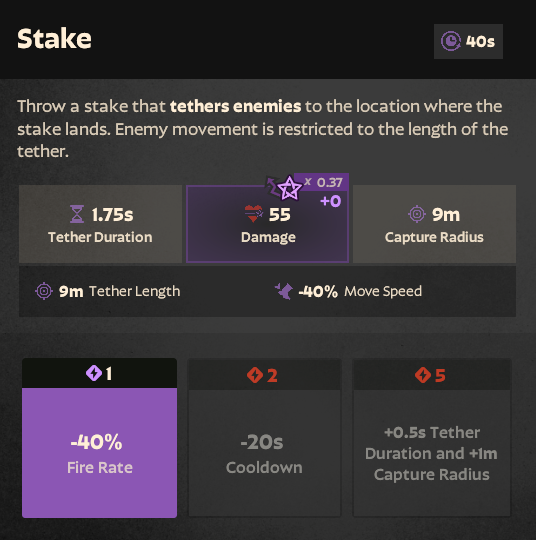 Stake
40s
Throw a stake that tethers enemies to the location where the
stake lands. Enemy movement is restricted to the length of the
tether.
x 0.37
+0
1.75s
Tether Duration
55
Damage
9m
Capture Radius
9m Tether Length
-40% Move Speed
1
-40%
Fire Rate
2
-20s
Cooldown
5
+0.5s Tether
Duration and +1m
Capture Radius